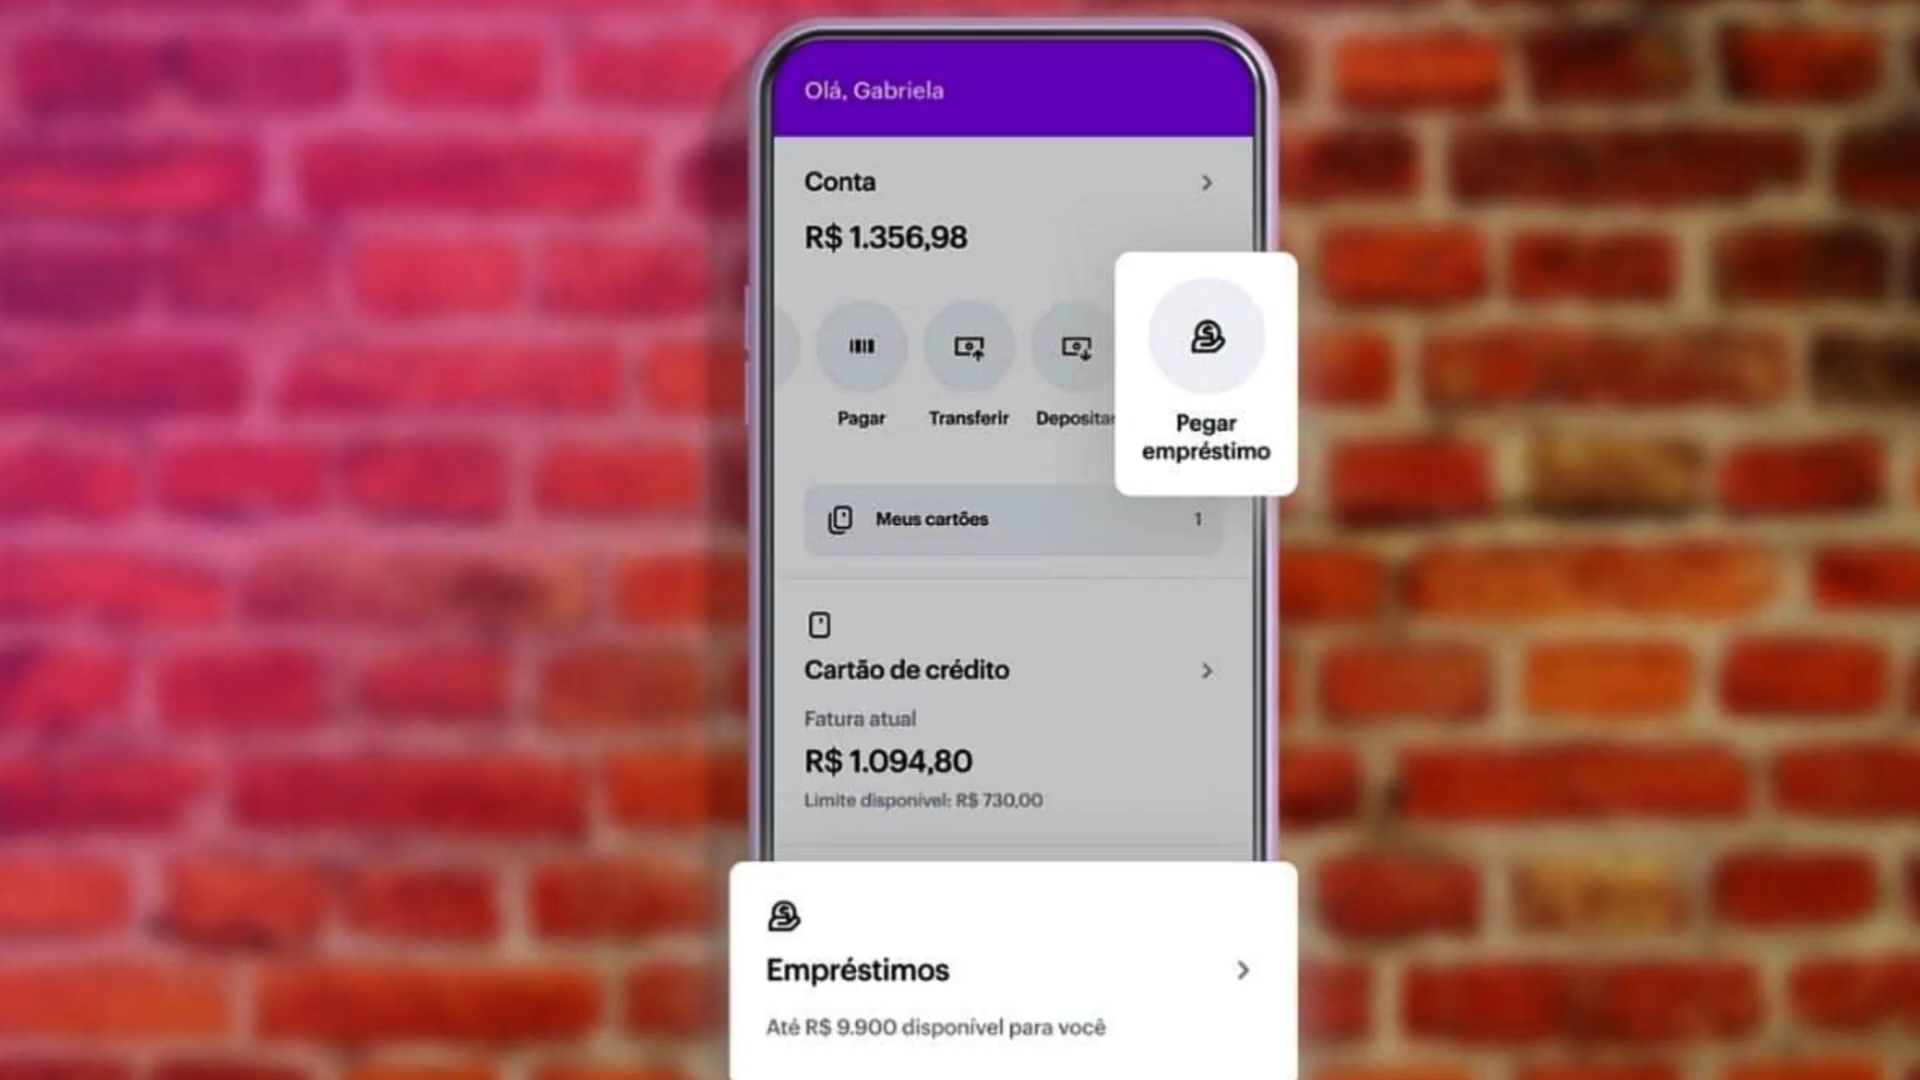 Olá, Gabriela
Conta
R$ 1.356,98
Pagar
Transferir
Depositar
Pegar
empréstimo
Meus cartões
1
Cartão de crédito
Fatura atual
R$ 1.094,80
Limite disponível: R$ 730,00
Empréstimos
Até R$ 9.900 disponível para você